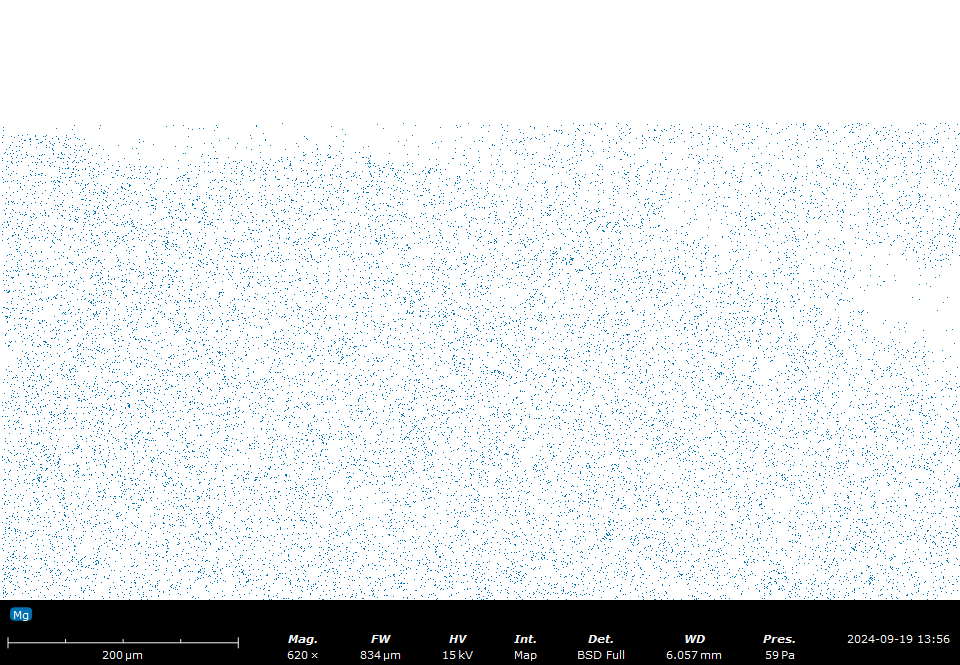 Mg
Mag. FW HV Int. Det. WD Pres. 2024-09-19 13:56
200 µm 620 x 834 µm 15 kV Map BSD Full 6.057 mm 59 Pa